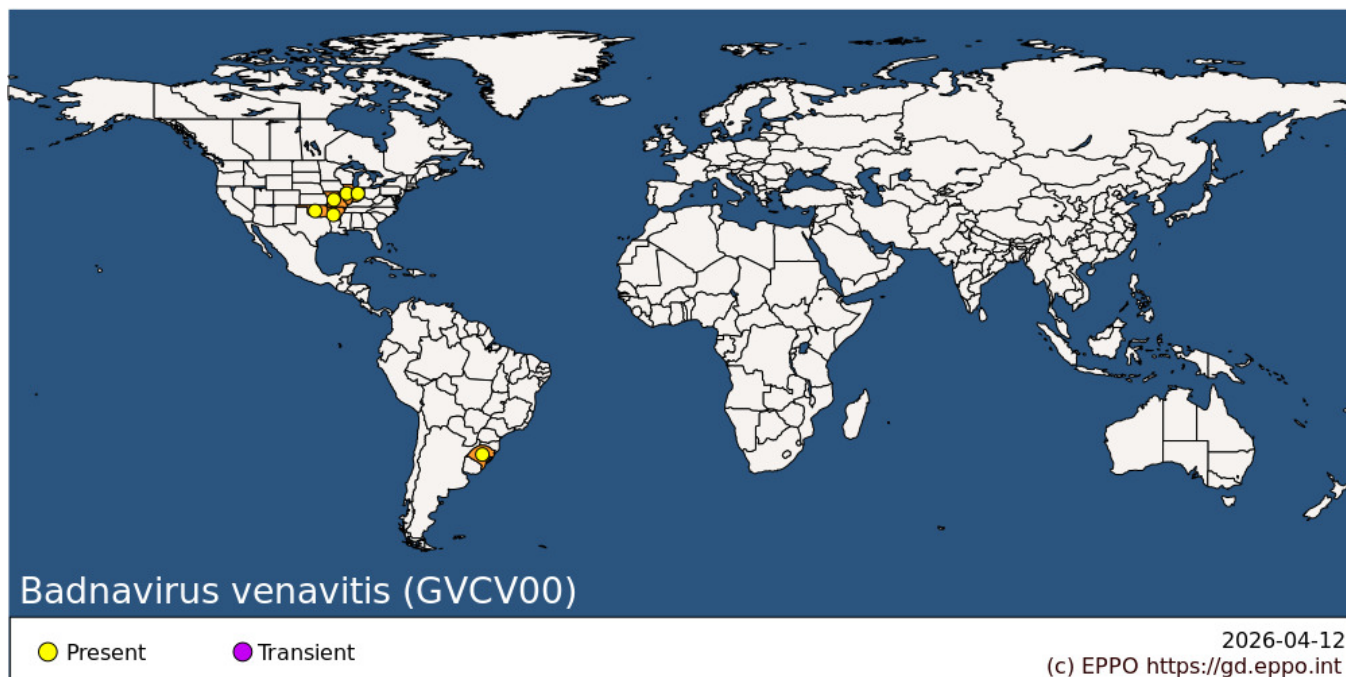 Badnavirus venavitis (GVCV00)
Present
Transient
2026-04-12
(c) EPPO https://gd.eppo.int